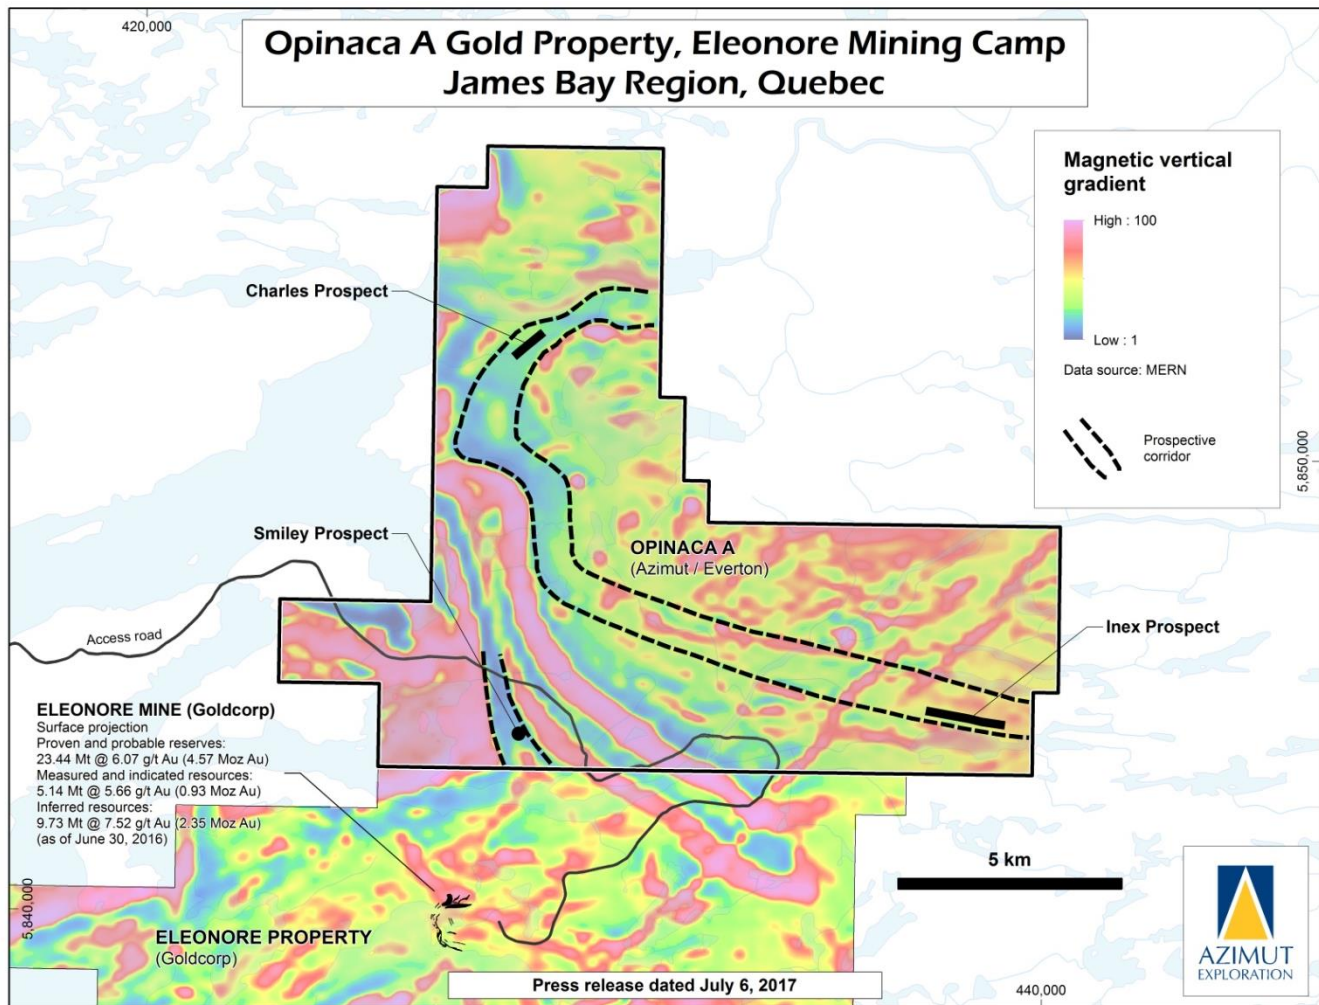 420,000
Opinaca A Gold Property, Eleonore Mining Camp
James Bay Region, Quebec
Magnetic vertical
gradient
High : 100
Low : 1
Data source: MERN
Prospective
corridor
Charles Prospect
5,850,000
Smiley Prospect
OPINACA A
(Azimut / Everton)
Access road
Inex Prospect
ELEONORE MINE (Goldcorp)
Surface projection
Proven and probable reserves:
23.44 Mt @ 6.07 g/t Au (4.57 Moz Au)
Measured and indicated resources:
5.14 Mt @ 5.66 g/t Au (0.93 Moz Au)
Inferred resources:
9.73 Mt @ 7.52 g/t Au (2.35 Moz Au)
(as of June 30, 2016)
5 km
5,840,000
ELEONORE PROPERTY
(Goldcorp)
AZIMUT
EXPLORATION
Press release dated July 6, 2017
440,000